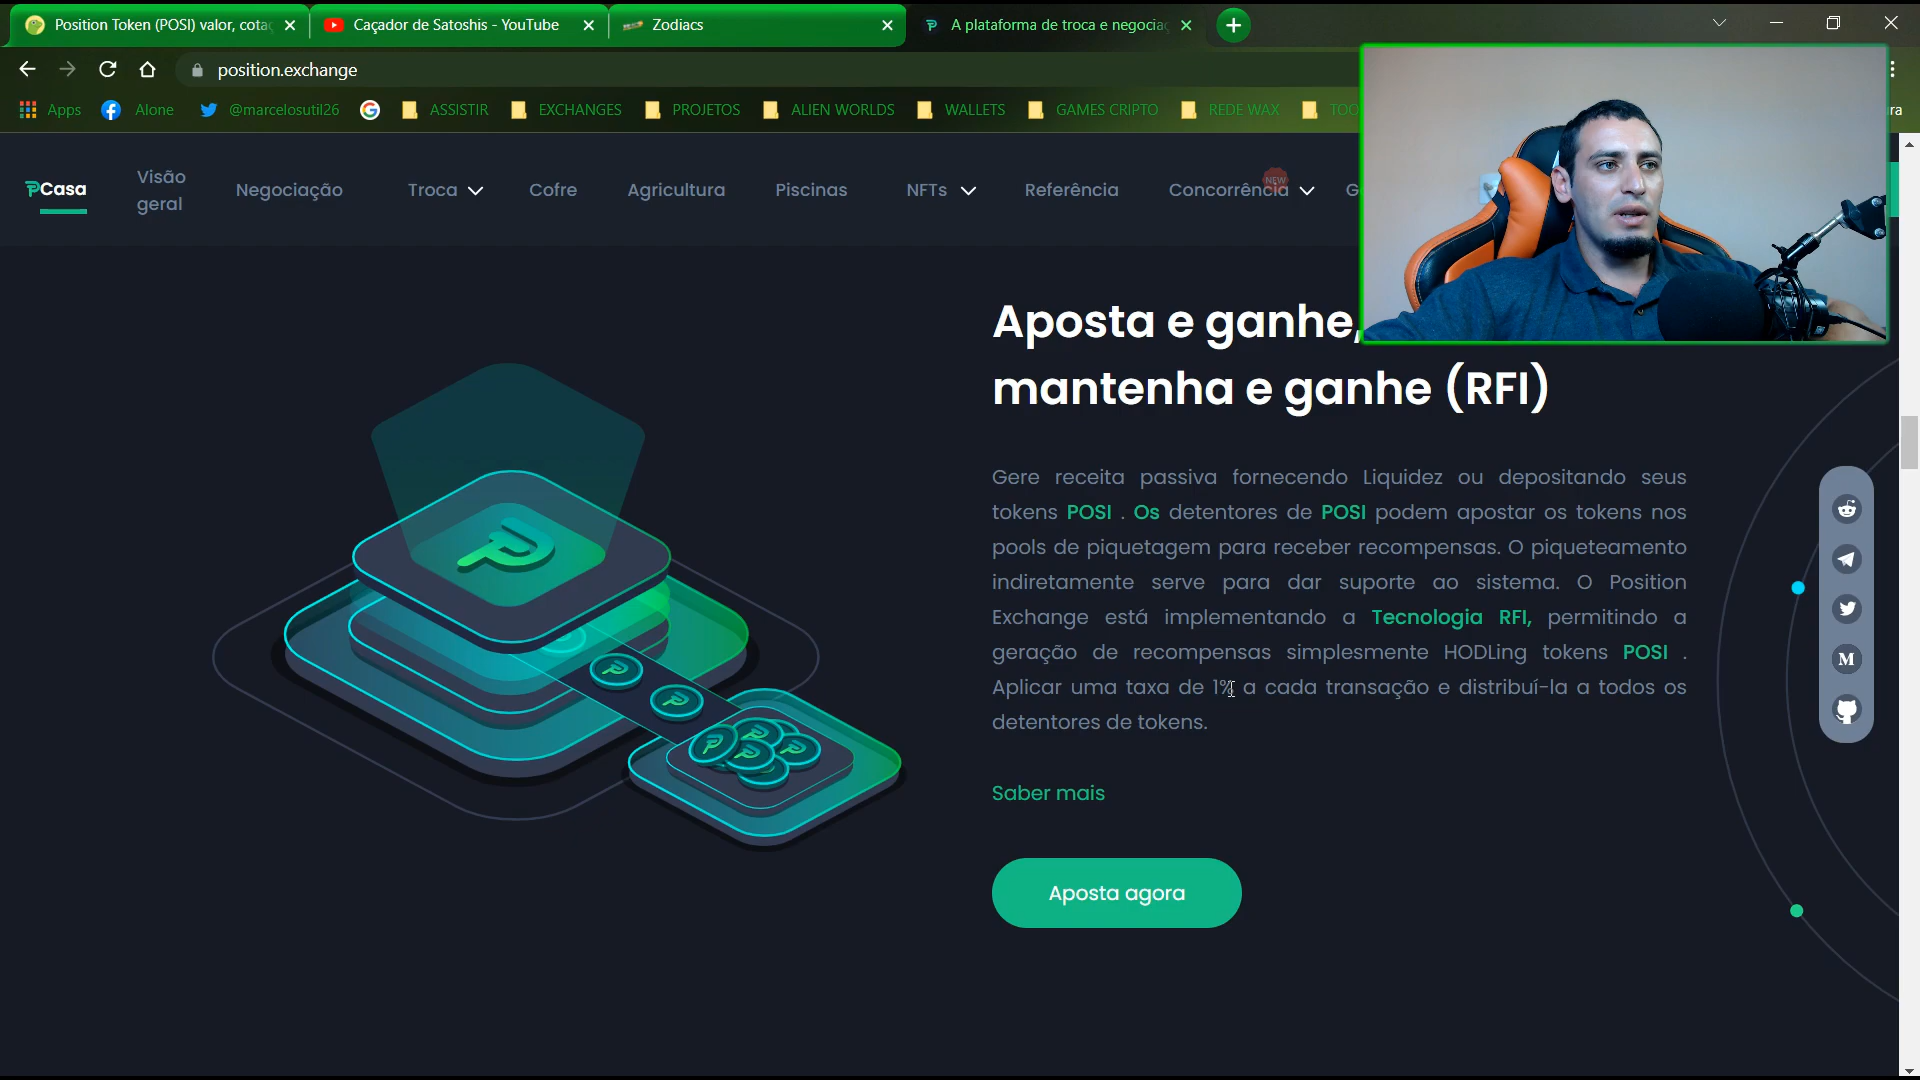 Position Token (POSI) valor, cota
Caçador de Satoshis - YouTube
Zodiacs
A plataforma de troca e negocia
position.exchange
Apps
Alone
@marcelosutil26
ASSISTIR
EXCHANGES
PROJETOS
ALIEN WORLDS
WALLETS
GAMES CRIPTO
REDE WAX
TOO
ra
Casa
Visão
geral
Negociação
Troca
Cofre
Agricultura
Piscinas
NFTs
Referência
NEW
Concorrência
G
Aposta e ganhe,
mantenha e ganhe (RFI)
Gere receita passiva fornecendo Liquidez ou depositando seus
tokens POSI . Os detentores de POSI podem apostar os tokens nos
pools de piquetagem para receber recompensas. O piqueteamento
indiretamente serve para dar suporte ao sistema. O Position
Exchange está implementando a Tecnologia RFI, permitindo a
geração de recompensas simplesmente HODLing tokens POSI .
Aplicar uma taxa de 1% a cada transação e distribuí-la a todos os
detentores de tokens.
Saber mais
Aposta agora